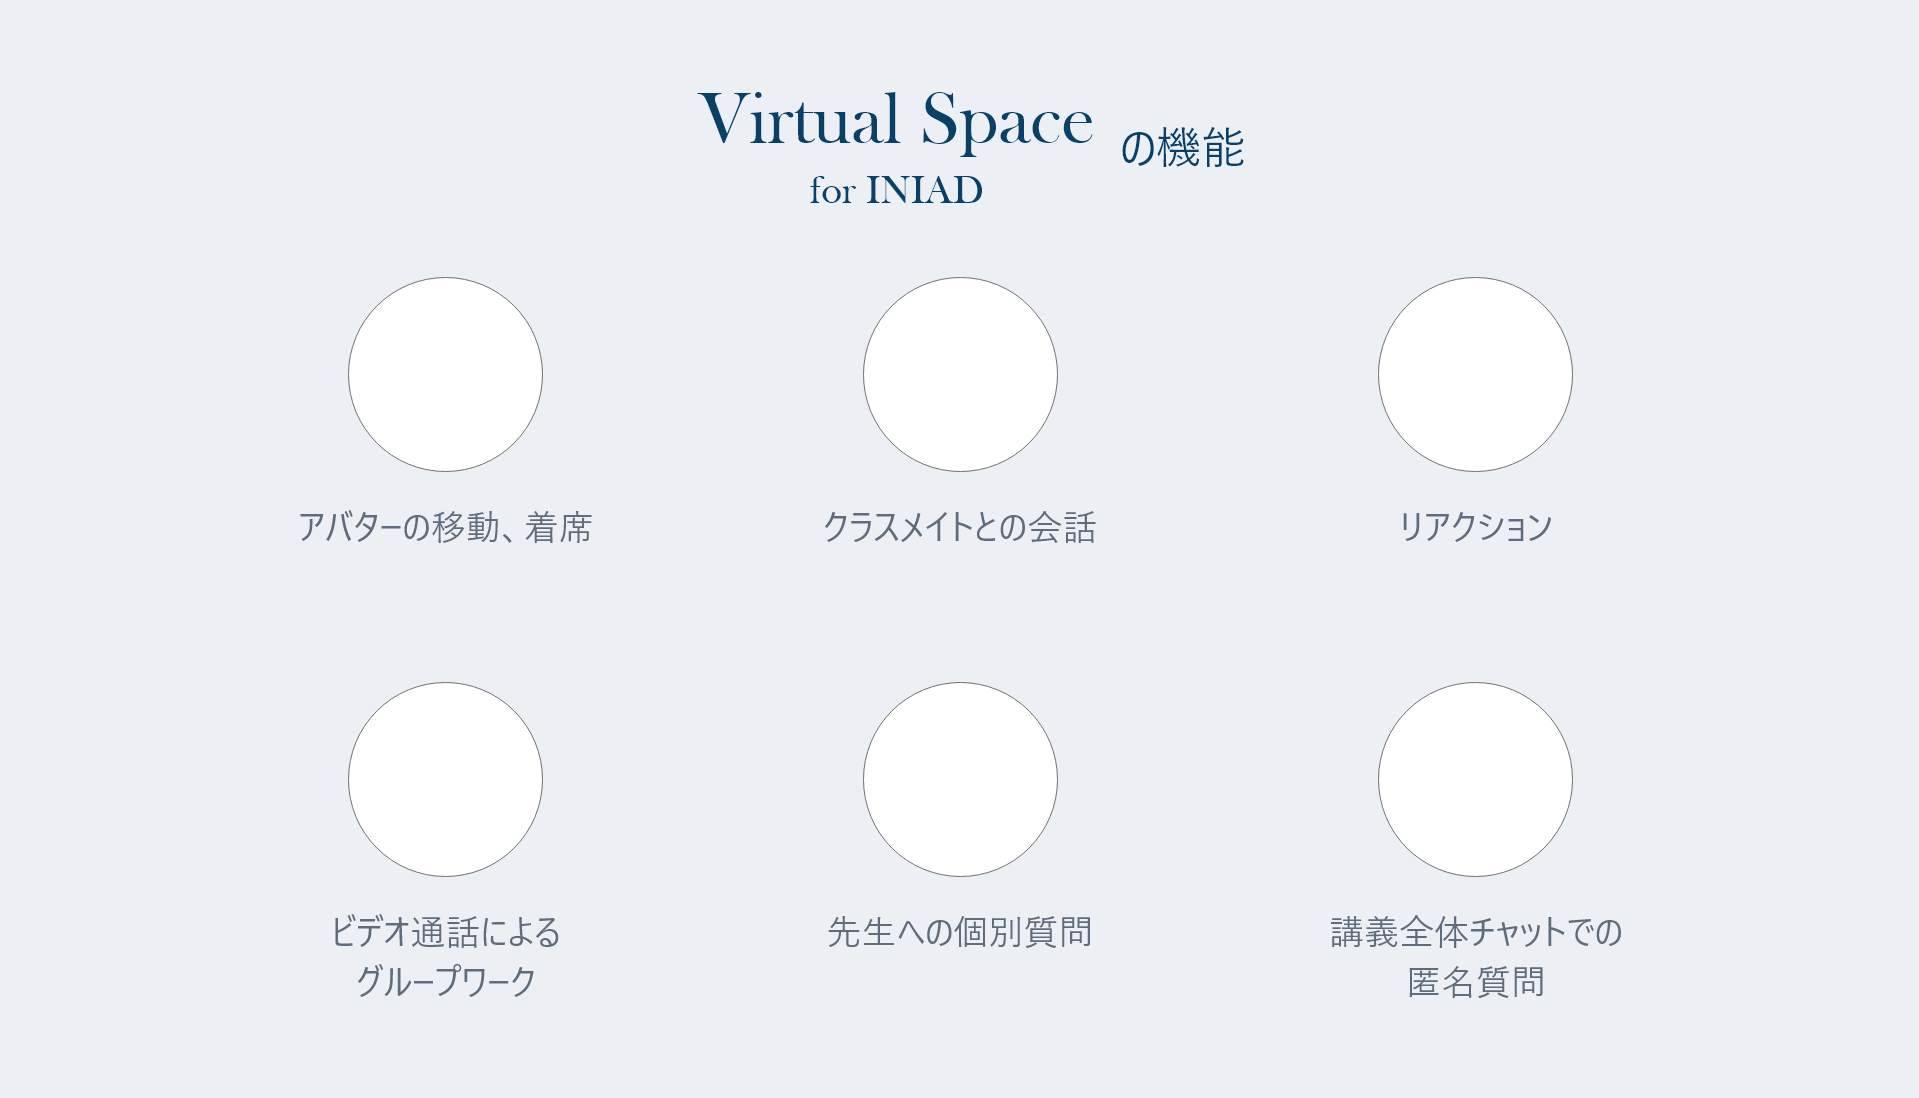 Virtual Space の機能
for INIAD
アバターの移動、着席
クラスメイトとの会話
リアクション
ビデオ通話による
グループワーク
先生への個別質問
講義全体チャットでの
匿名質問